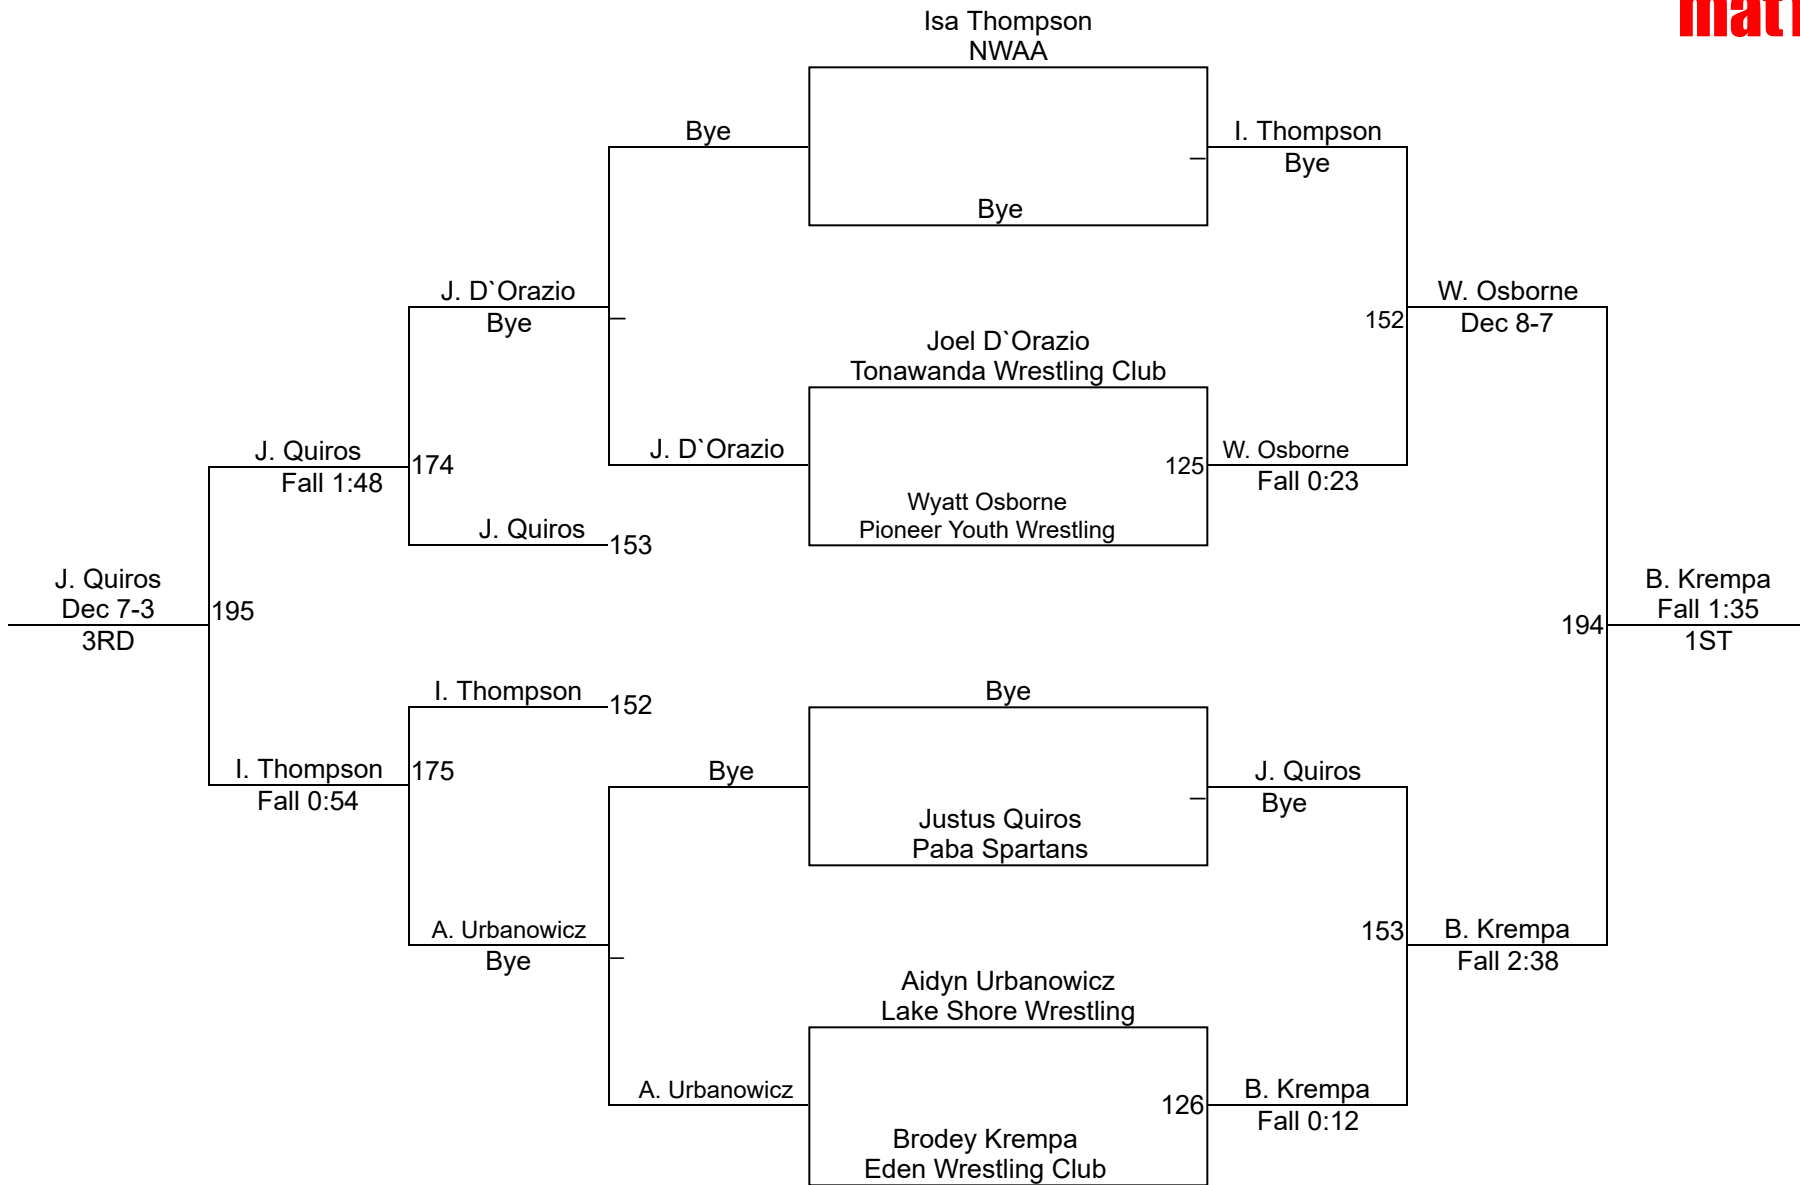 Isa Thompson
NWAA
Bye
I. Thompson
Bye
Bye
J. D`Orazio
Bye
W. Osborne
Dec 8-7
152
Joel D`Orazio
Tonawanda Wrestling Club
J. Quiros
Fall 1:48
174
J. D`Orazio
125
W. Osborne
Fall 0:23
Wyatt Osborne
Pioneer Youth Wrestling
J. Quiros
153
J. Quiros
Dec 7-3
3RD
195
194
B. Krempa
Fall 1:35
1ST
I. Thompson
152
Bye
I. Thompson
Fall 0:54
175
Bye
J. Quiros
Bye
Justus Quiros
Paba Spartans
A. Urbanowicz
Bye
153
B. Krempa
Fall 2:38
Aidyn Urbanowicz
Lake Shore Wrestling
A. Urbanowicz
126
B. Krempa
Fall 0:12
Brodey Krempa
Eden Wrestling Club